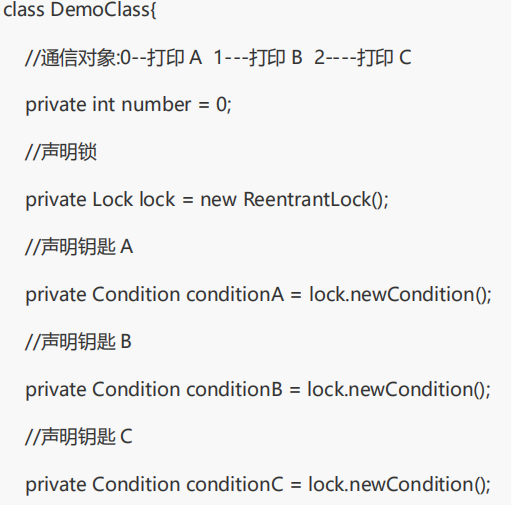 class DemoClass{
//通信对象:0--打印 A  1---打印 B  2----打印 C
private int number = 0;
//声明锁
private Lock lock = new ReentrantLock();
//声明钥匙 A
private Condition conditionA = lock.newCondition();
//声明钥匙 B
private Condition conditionB = lock.newCondition();
//声明钥匙 C
private Condition conditionC = lock.newCondition();